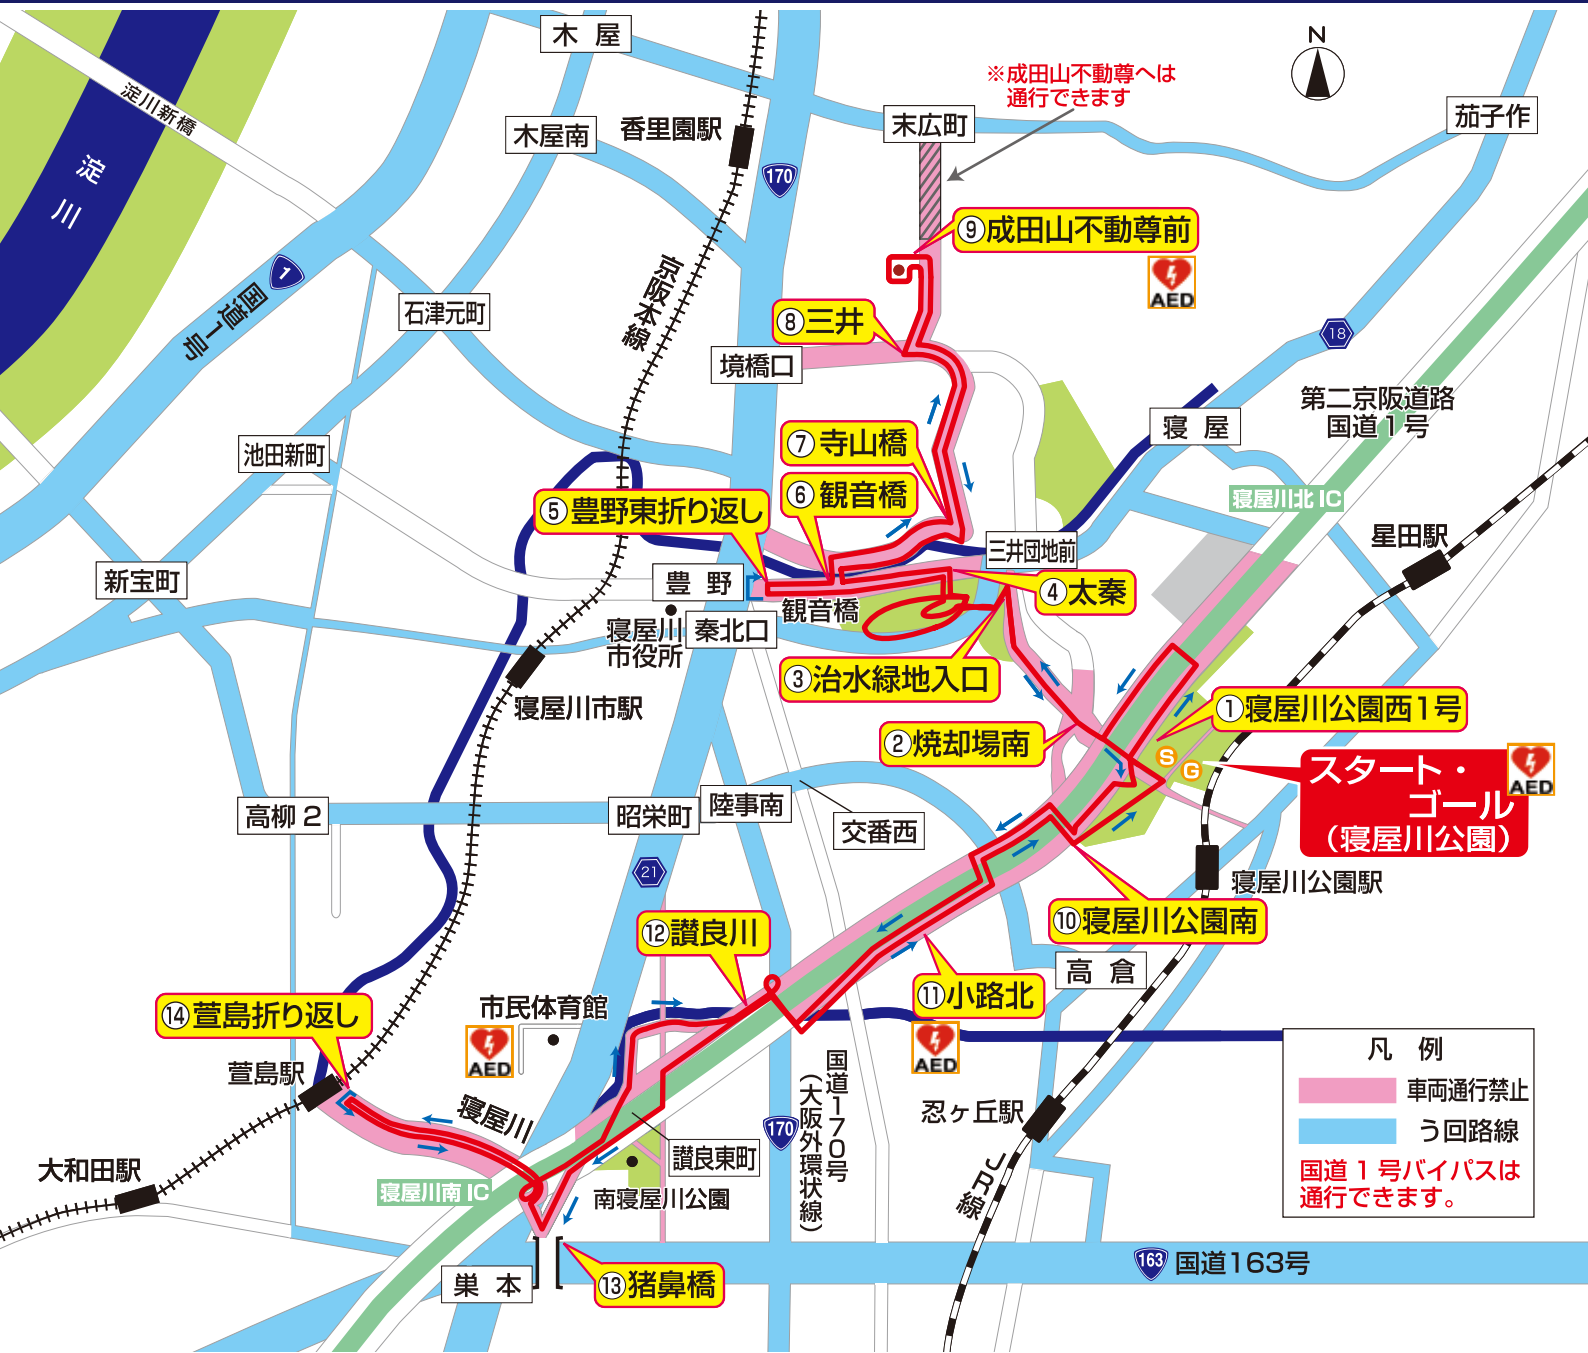 木 屋
N
※成田山不動尊へは
通行できます
淀川新橋
末広町
茄子作
木屋南
香里園駅
淀川
170
⑨成田山不動尊前
AED
1
国道1号
京阪本線
石津元町
⑧三井
18
境橋口
第二京阪道路
国道1号
寝 屋
⑦寺山橋
池田新町
⑥観音橋
寝屋川北IC
⑤豊野東折り返し
星田駅
三井団地前
新宝町
豊 野
④太秦
観音橋
寝屋川
市役所
秦北口
③治水緑地入口
寝屋川市駅
①寝屋川公園西1号
②焼却場南
S
G
スタート・
ゴール
(寝屋川公園)
AED
高柳2
昭栄町
陸事南
交番西
21
寝屋川公園駅
⑩寝屋川公園南
⑫讃良川
高 倉
⑪小路北
市民体育館
⑭萱島折り返し
AED
AED
凡 例
萱島駅
車両通行禁止
寝屋川
国道170号
(大阪外環状線)
忍ヶ丘駅
170
う回路線
讃良東町
大和田駅
国道1号バイパスは
通行できます。
JR線
寝屋川南IC
南寝屋川公園
163
国道163号
巣 本
⑬猪鼻橋